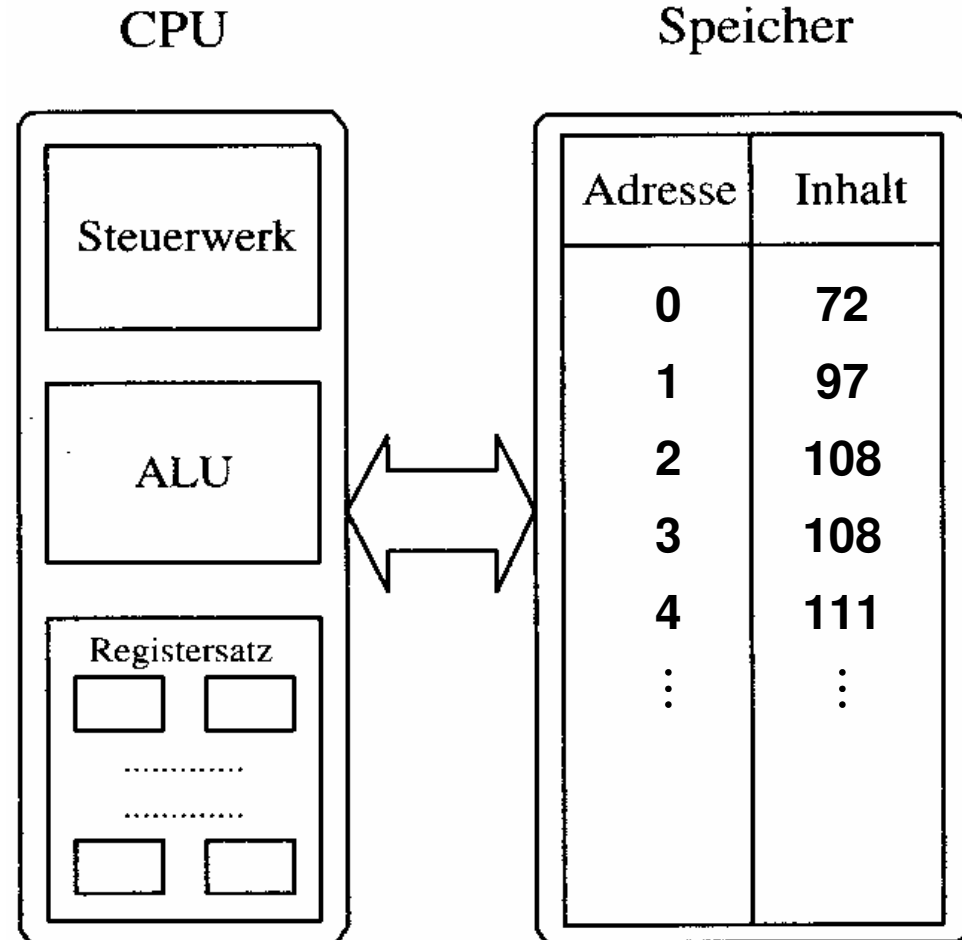 CPU
Speicher
Steuerwerk
ALU
Registersatz
Adresse Inhalt
0 72
1 97
2 108
3 108
4 111
⋮ ⋮